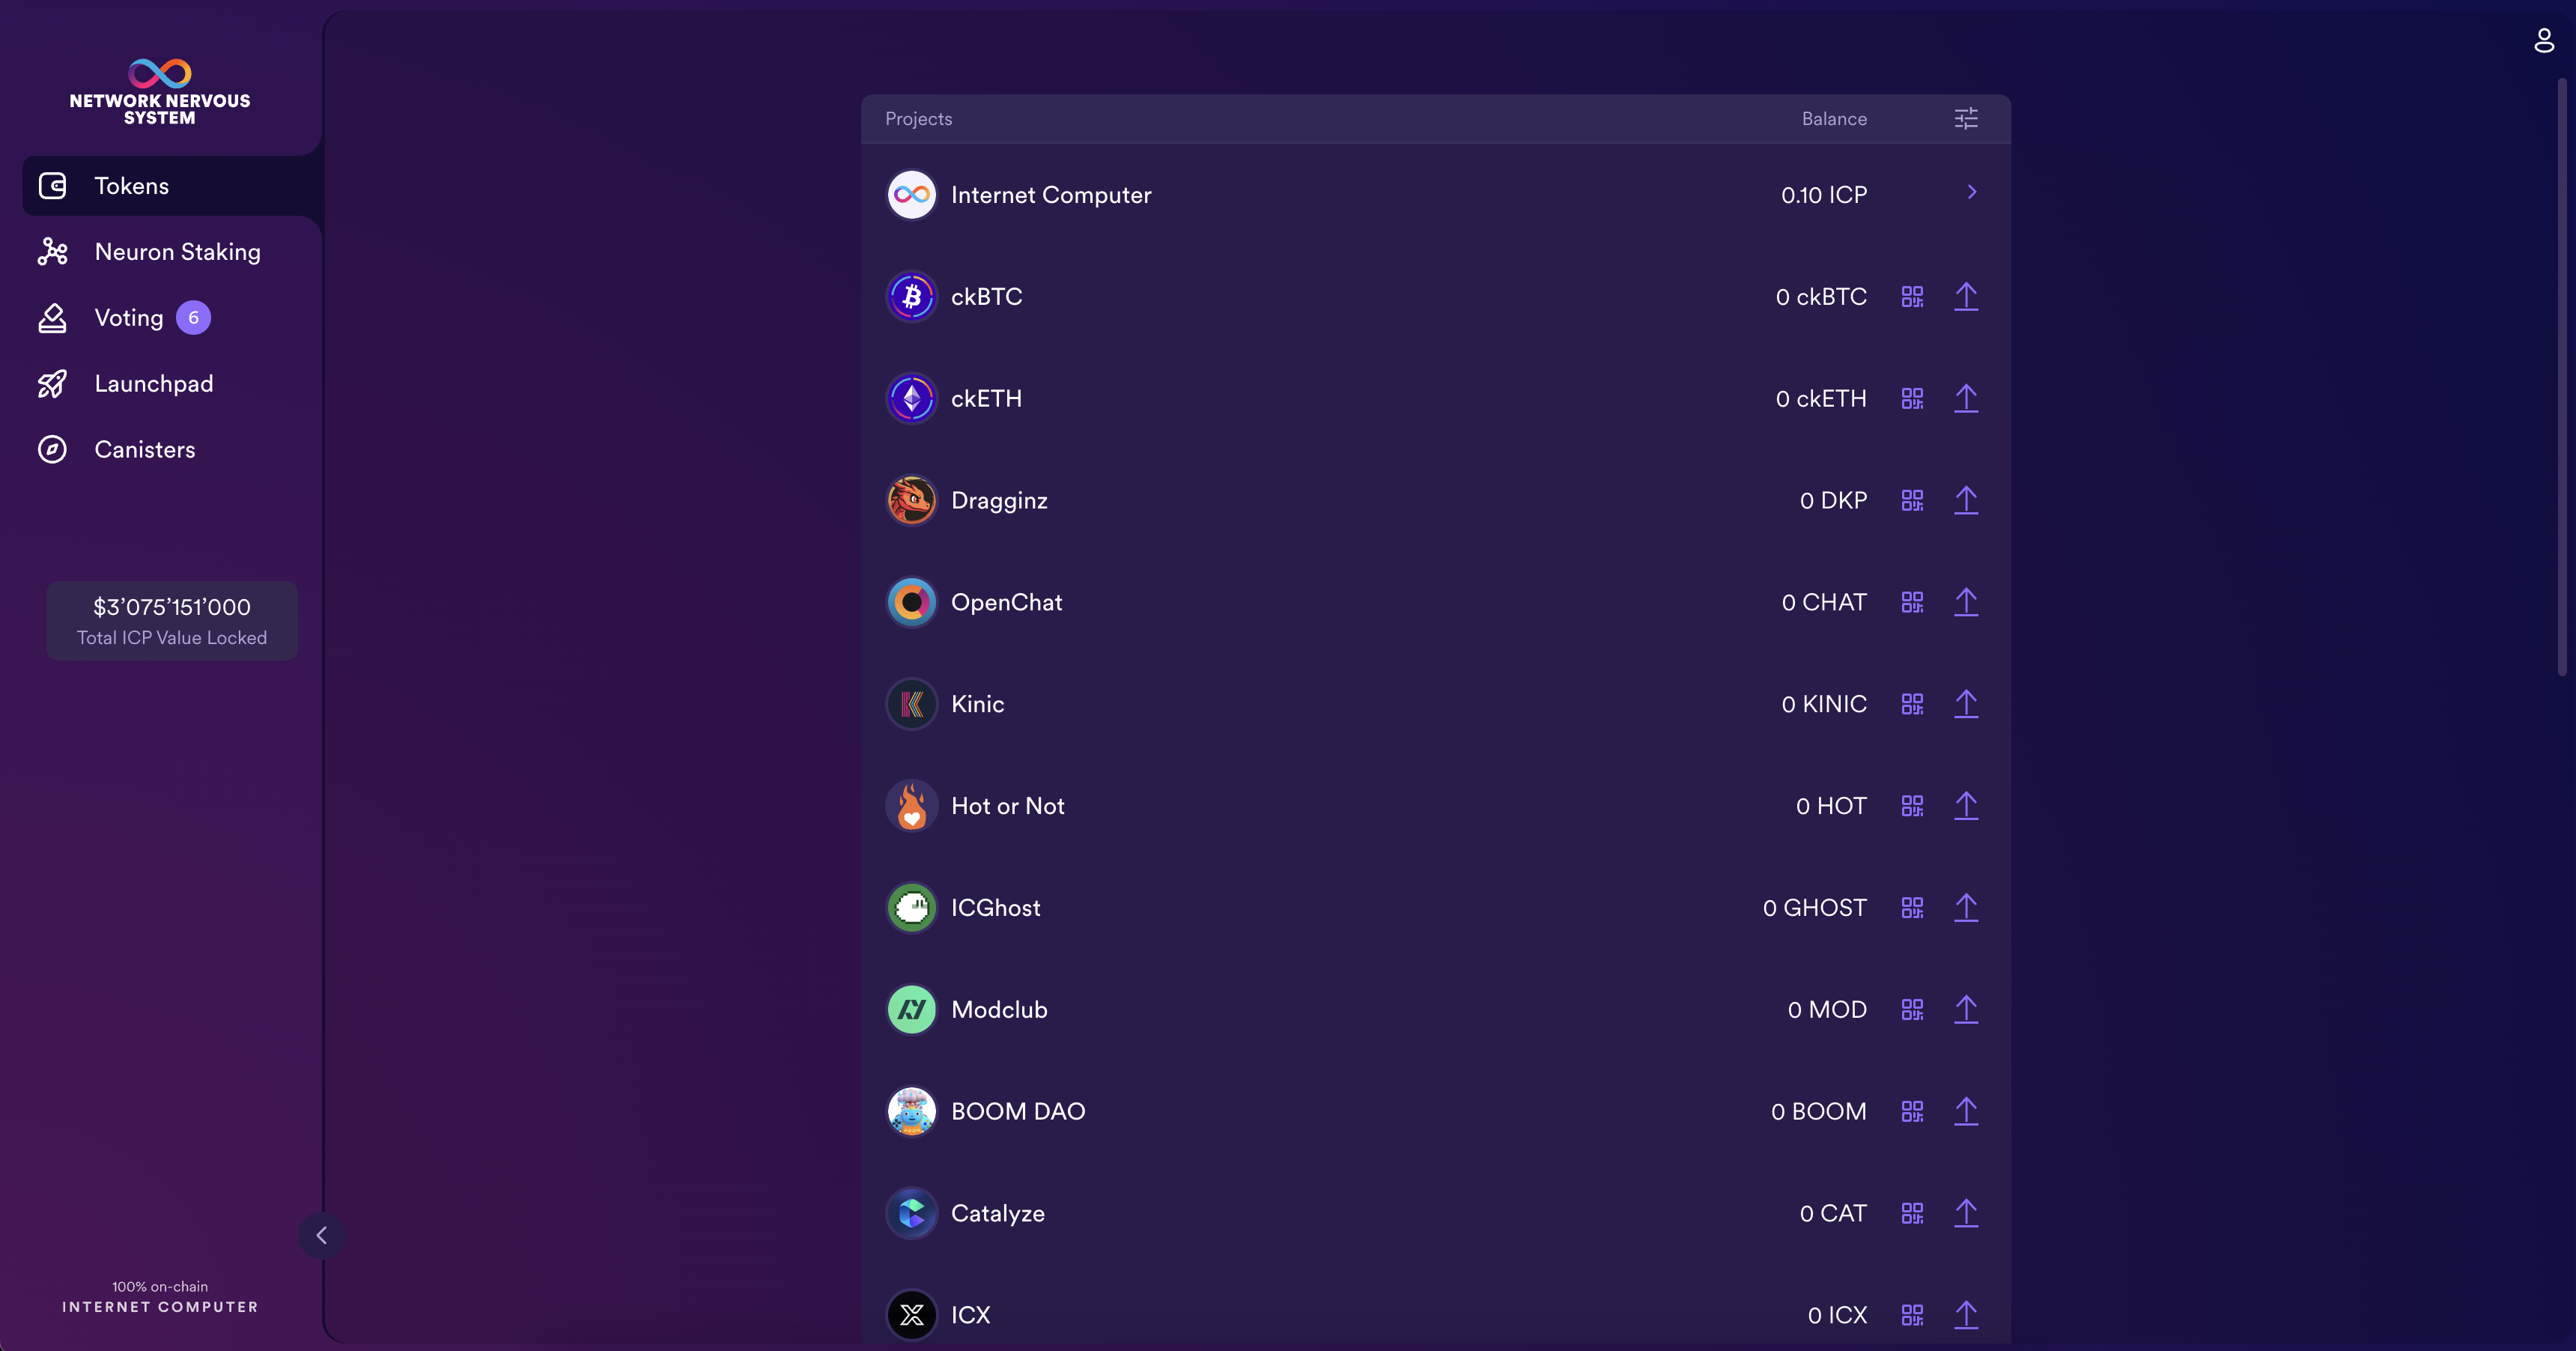 NETWORK NERVOUS
SYSTEM
Tokens
Neuron Staking
Voting 6
Launchpad
Canisters
$3’075’151’000
Total ICP Value Locked
100% on-chain
INTERNET COMPUTER
Projects Balance
Internet Computer 0.10 ICP
ckBTC 0 ckBTC
ckETH 0 ckETH
Dragginz 0 DKP
OpenChat 0 CHAT
Kinic 0 KINIC
Hot or Not 0 HOT
ICGhost 0 GHOST
Modclub 0 MOD
BOOM DAO 0 BOOM
Catalyze 0 CAT
ICX 0 ICX